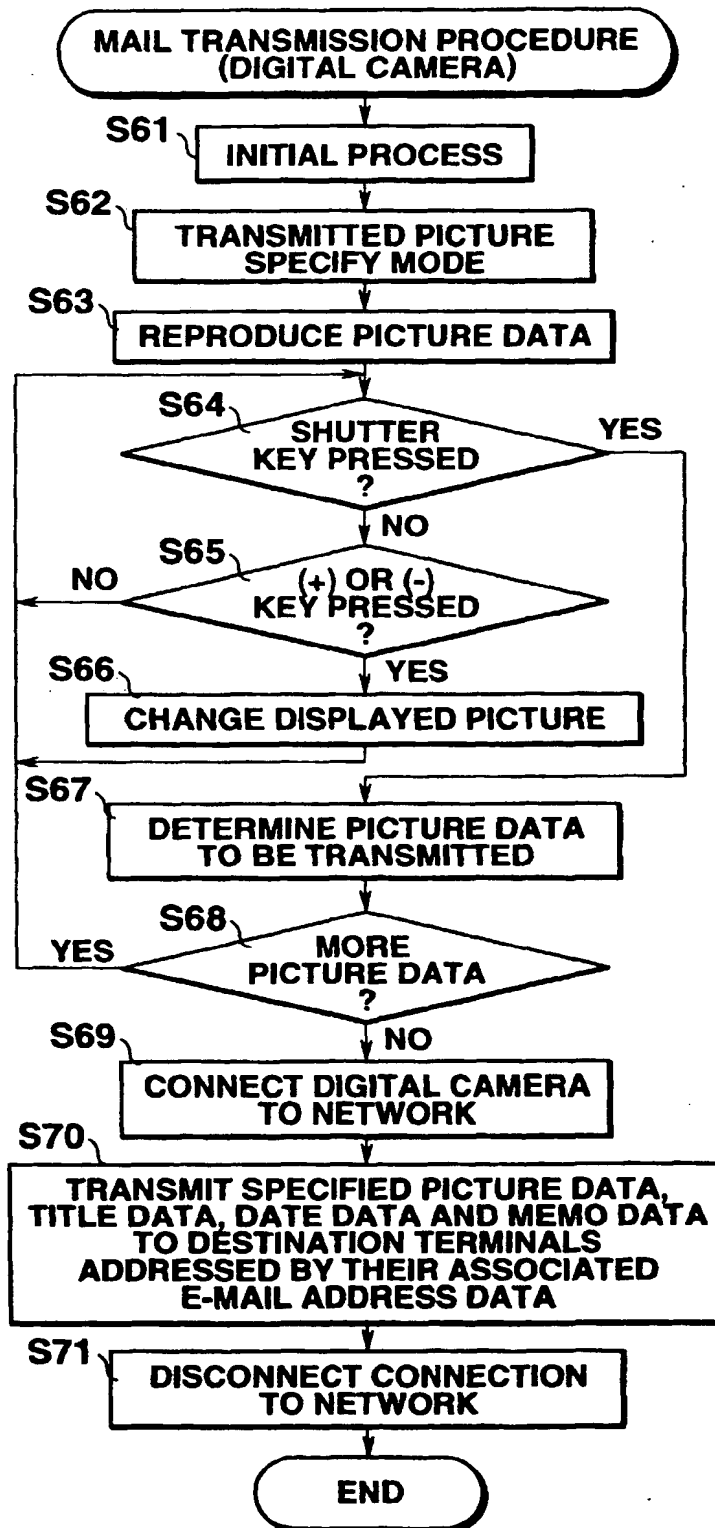 MAIL TRANSMISSION PROCEDURE
(DIGITAL CAMERA)
S61
INITIAL PROCESS
S62
TRANSMITTED PICTURE
SPECIFY MODE
S63
REPRODUCE PICTURE DATA
S64
SHUTTER
KEY PRESSED
?
YES
NO
S65
(+) OR (-)
KEY PRESSED
?
NO
YES
S66
CHANGE DISPLAYED PICTURE
S67
DETERMINE PICTURE DATA
TO BE TRANSMITTED
S68
MORE
PICTURE DATA
?
YES
NO
S69
CONNECT DIGITAL CAMERA
TO NETWORK
S70
TRANSMIT SPECIFIED PICTURE DATA,
TITLE DATA, DATE DATA AND MEMO DATA
TO DESTINATION TERMINALS
ADDRESSED BY THEIR ASSOCIATED
E-MAIL ADDRESS DATA
S71
DISCONNECT CONNECTION
TO NETWORK
END